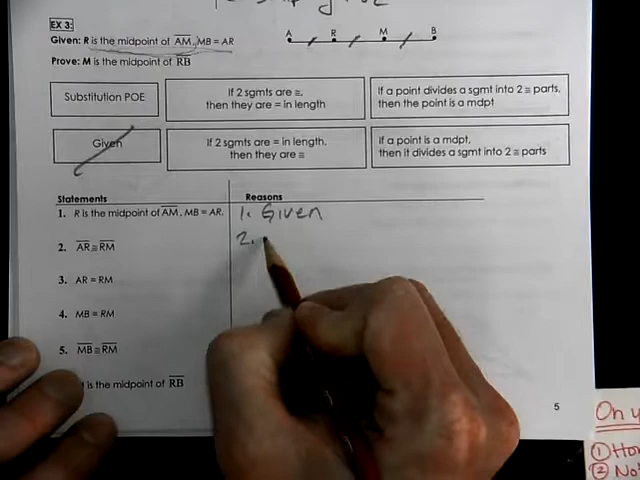 EX 3:
Given: R is the midpoint of AM, MB = AR
A R M B
Prove: M is the midpoint of RB
Substitution POE
If 2 sgmts are ≅,
then they are = in length
If a point divides a sgmt into 2 ≅ parts,
then the point is a mdpt
Given
If 2 sgmts are = in length,
then they are ≅
If a point is a mdpt,
then it divides a sgmt into 2 ≅ parts
Statements Reasons
1. R is the midpoint of AM, MB = AR. 1. Given
2. AR ≅ RM 2.
3. AR = RM
4. MB = RM
5. MB ≅ RM
is the midpoint of RB
5
On
① Ho
② No